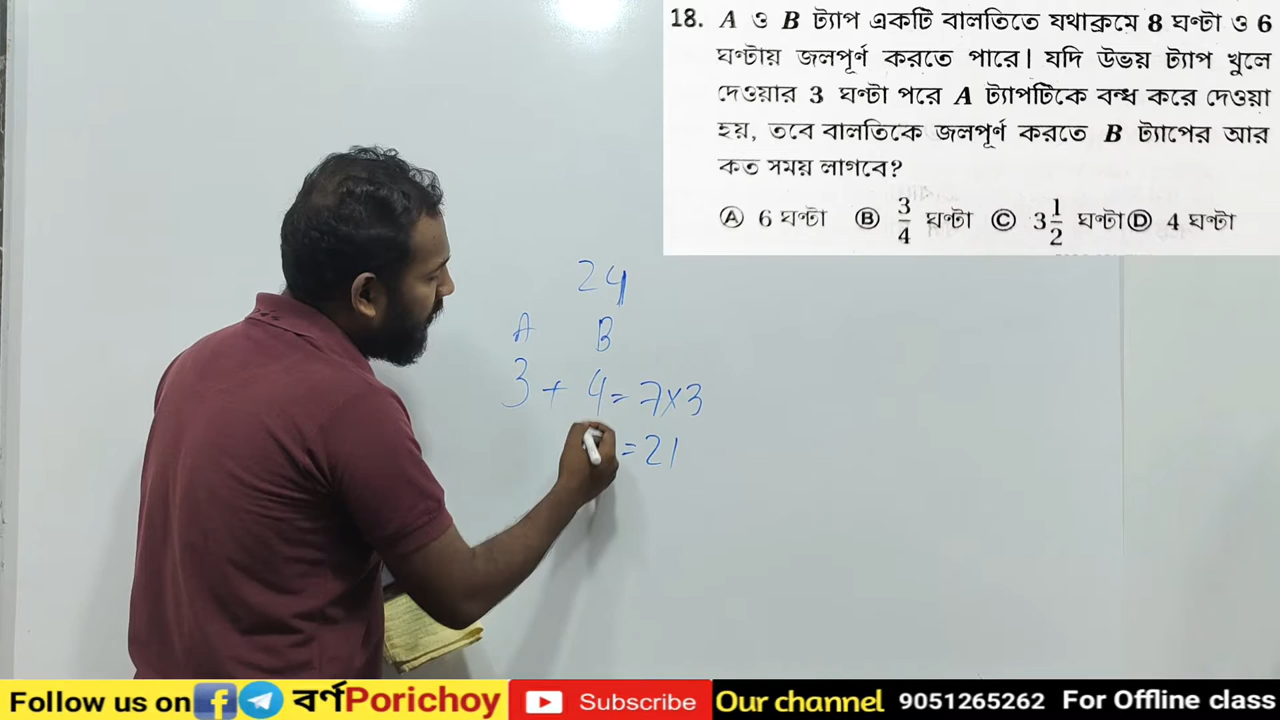 18. A ও B ট্যাপ একটি বালতিতে যথাক্রমে 8 ঘণ্টা ও 6
ঘণ্টায় জলপূর্ণ করতে পারে। যদি উভয় ট্যাপ খুলে
দেওয়ার 3 ঘণ্টা পরে A ট্যাপটিকে বন্ধ করে দেওয়া
হয়, তবে বালতিকে জলপূর্ণ করতে B ট্যাপের আর
কত সময় লাগবে?
Ⓐ 6 ঘণ্টা Ⓑ 3/4 ঘণ্টা Ⓒ 3 1/2 ঘণ্টা Ⓓ 4 ঘণ্টা
24
A B
3 + 4 = 7x3
= 21
Follow us on বর্ণPorichoy Subscribe Our channel 9051265262 For Offline class